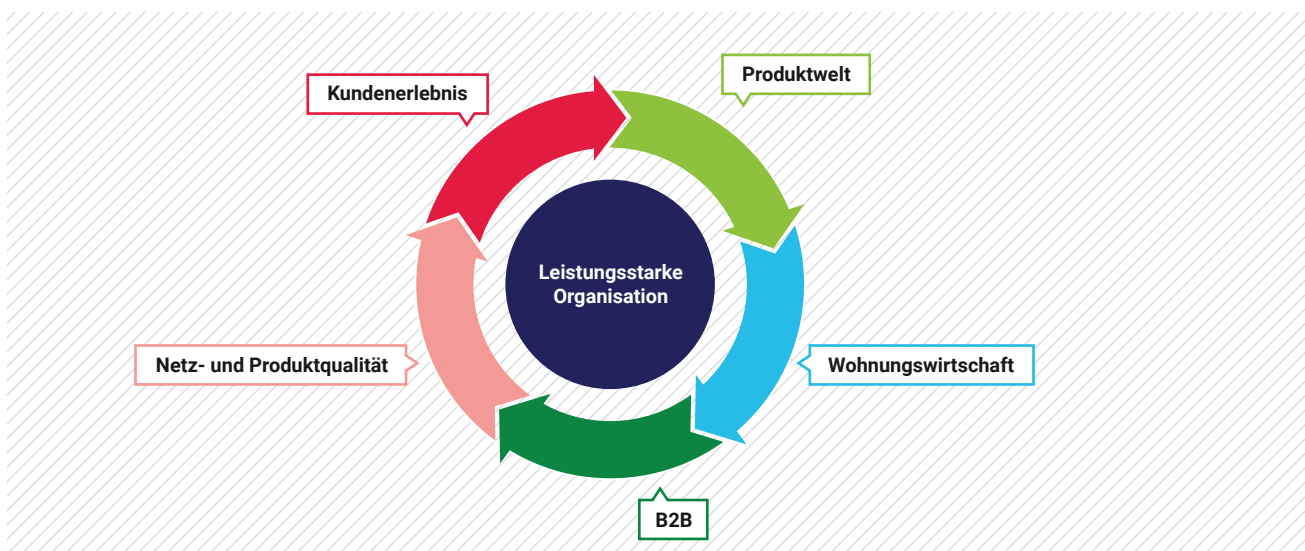 Produktwelt
Kundenerlebnis
Leistungsstarke
Organisation
Netz- und Produktqualität
Wohnungswirtschaft
B2B